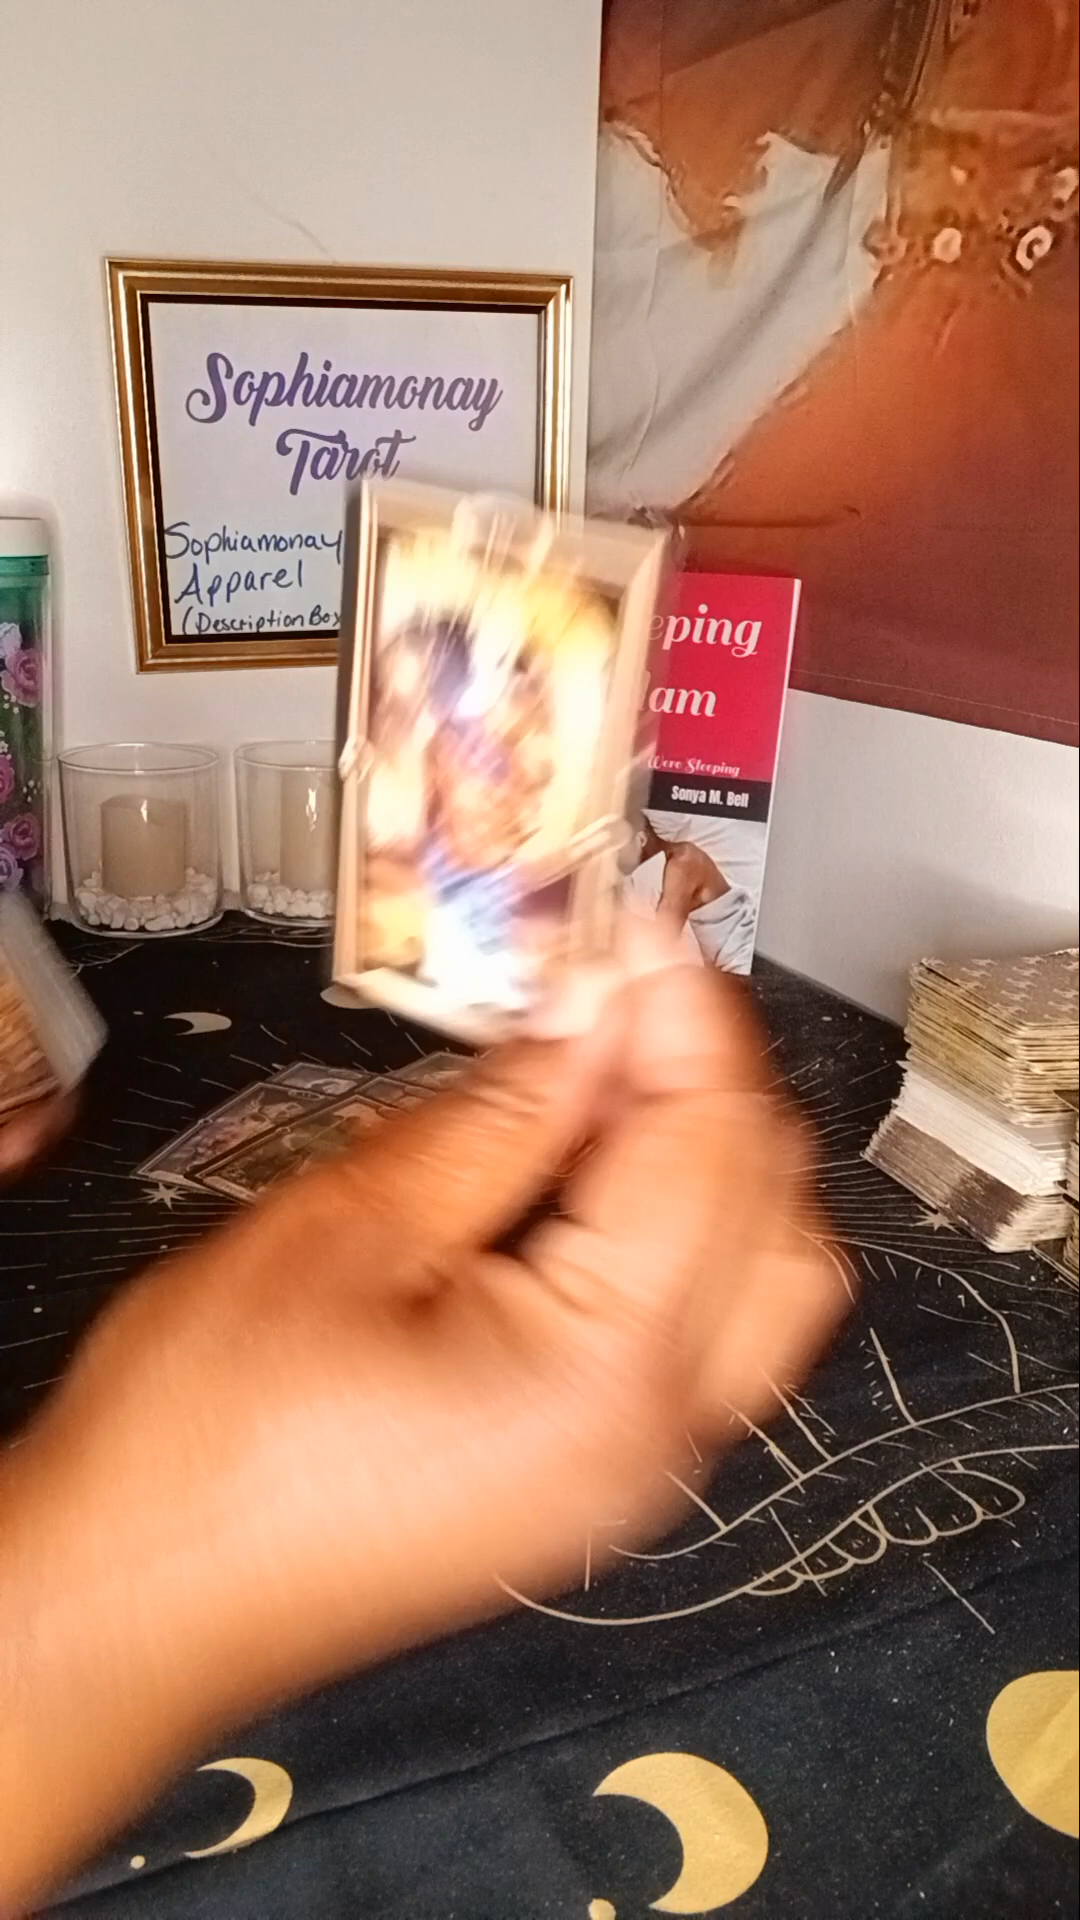 Sophiamonay
Tarot
Sophiamonay
Apparel
(Description Box
eping
am
Were Sleeping
Sonya M. Bell